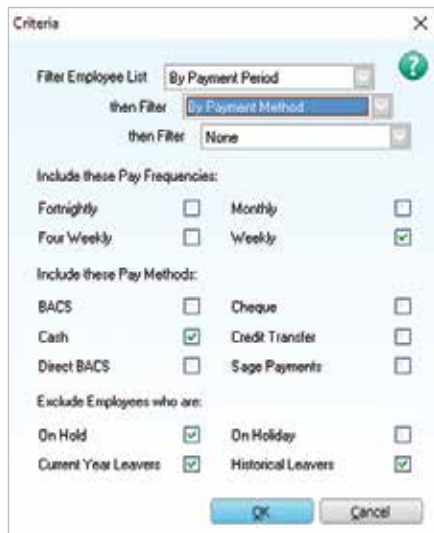 Criteria
Filter Employee List By Payment Period
then Filter By Payment Method
then Filter None
Include these Pay Frequencies:
Fortnightly Monthly
Four Weekly Weekly
Include these Pay Methods:
BACS Cheque
Cash Credit Transfer
Direct BACS Sage Payments
Exclude Employees who are:
On Hold On Holiday
Current Year Leavers Historical Leavers
OK Cancel